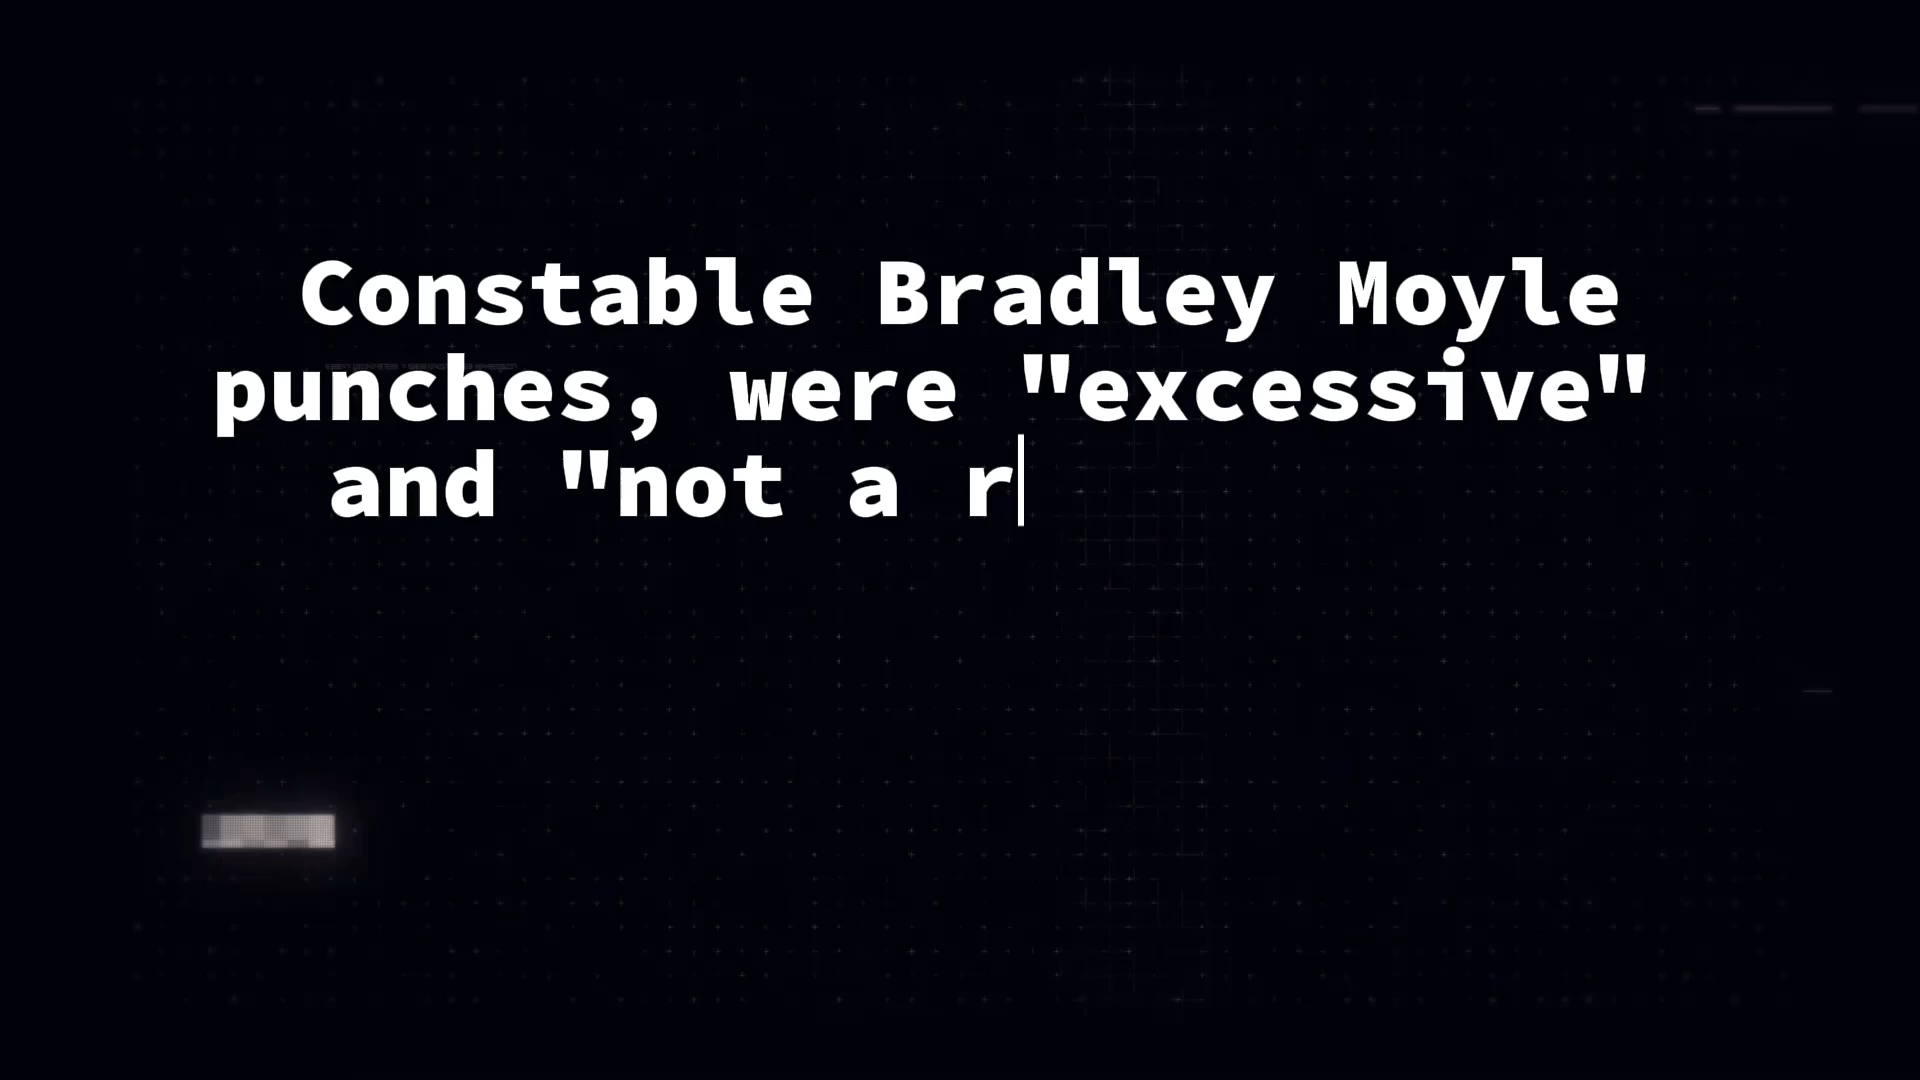 Constable Bradley Moyle
punches, were "excessive"
and "not a r